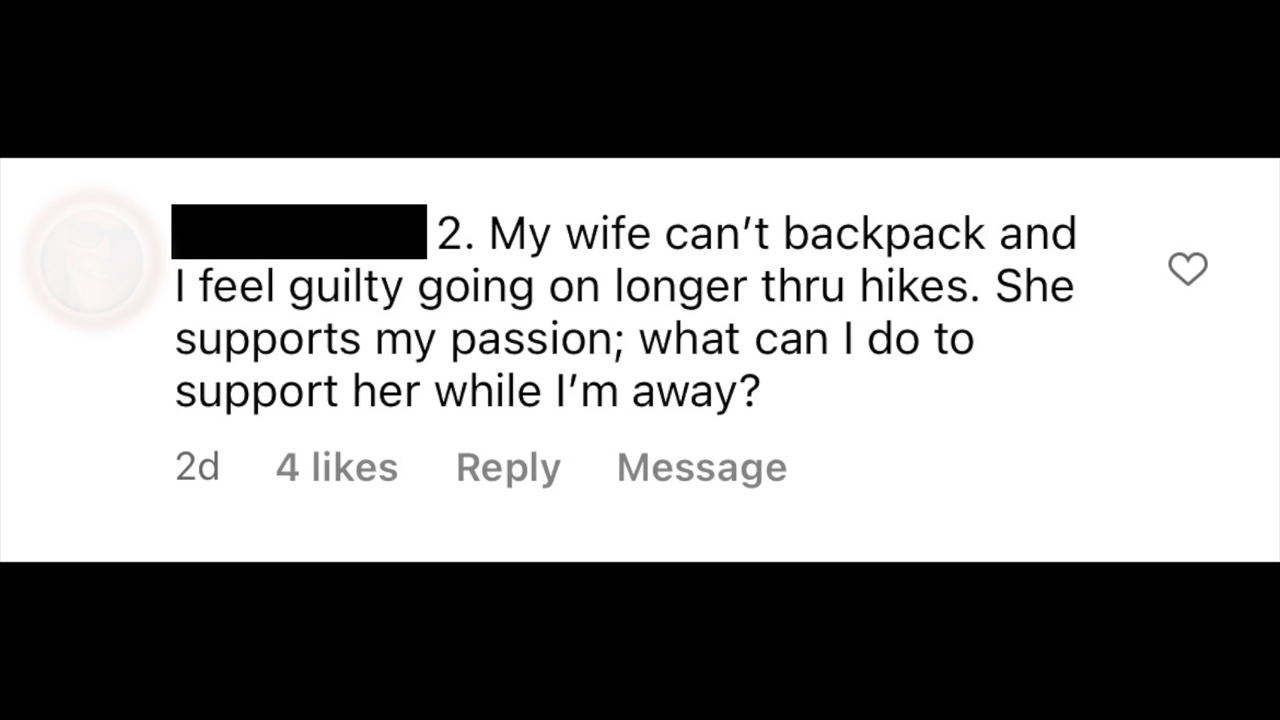 2. My wife can’t backpack and
I feel guilty going on longer thru hikes. She
supports my passion; what can I do to
support her while I’m away?
2d 4 likes Reply Message